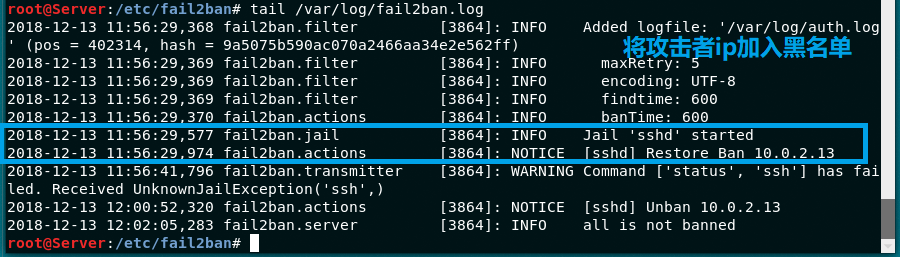 root@Server:/etc/fail2ban# tail /var/log/fail2ban.log
2018-12-13 11:56:29,368 fail2ban.filter         [3864]: INFO    Added logfile: '/var/log/auth.log
' (pos = 402314, hash = 9a5075b590ac070a2466aa34e2e562ff)
将攻击者ip加入黑名单
2018-12-13 11:56:29,369 fail2ban.filter         [3864]: INFO      maxRetry: 5
2018-12-13 11:56:29,369 fail2ban.filter         [3864]: INFO      encoding: UTF-8
2018-12-13 11:56:29,369 fail2ban.filter         [3864]: INFO      findtime: 600
2018-12-13 11:56:29,370 fail2ban.actions        [3864]: INFO      banTime: 600
2018-12-13 11:56:29,577 fail2ban.jail           [3864]: INFO    Jail 'sshd' started
2018-12-13 11:56:29,974 fail2ban.actions        [3864]: NOTICE  [sshd] Restore Ban 10.0.2.13
2018-12-13 11:56:41,796 fail2ban.transmitter    [3864]: WARNING Command ['status', 'ssh'] has fai
led. Received UnknownJailException('ssh',)
2018-12-13 12:00:52,320 fail2ban.actions        [3864]: NOTICE  [sshd] Unban 10.0.2.13
2018-12-13 12:02:05,283 fail2ban.server         [3864]: INFO    all is not banned
root@Server:/etc/fail2ban#